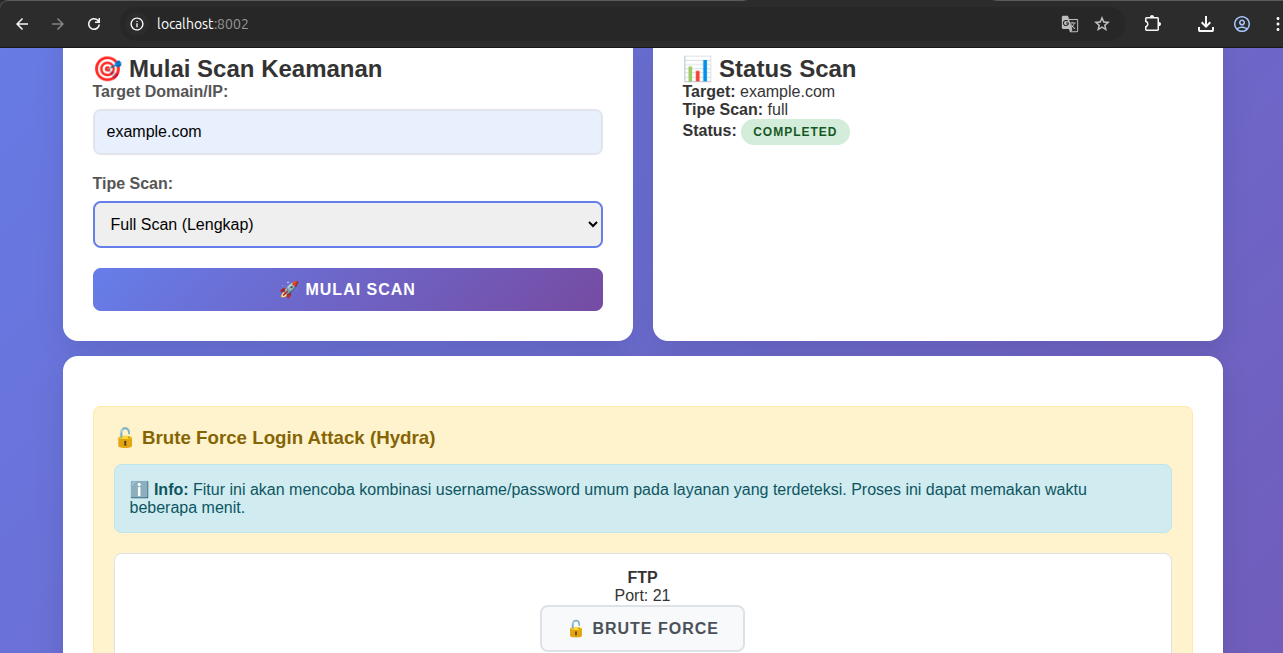 localhost:8002
🎯 Mulai Scan Keamanan
Target Domain/IP:
example.com
Tipe Scan:
Full Scan (Lengkap)
🚀 MULAI SCAN
📊 Status Scan
Target: example.com
Tipe Scan: full
Status: COMPLETED
🔓 Brute Force Login Attack (Hydra)
ℹ️ Info: Fitur ini akan mencoba kombinasi username/password umum pada layanan yang terdeteksi. Proses ini dapat memakan waktu
beberapa menit.
FTP
Port: 21
🔓 BRUTE FORCE